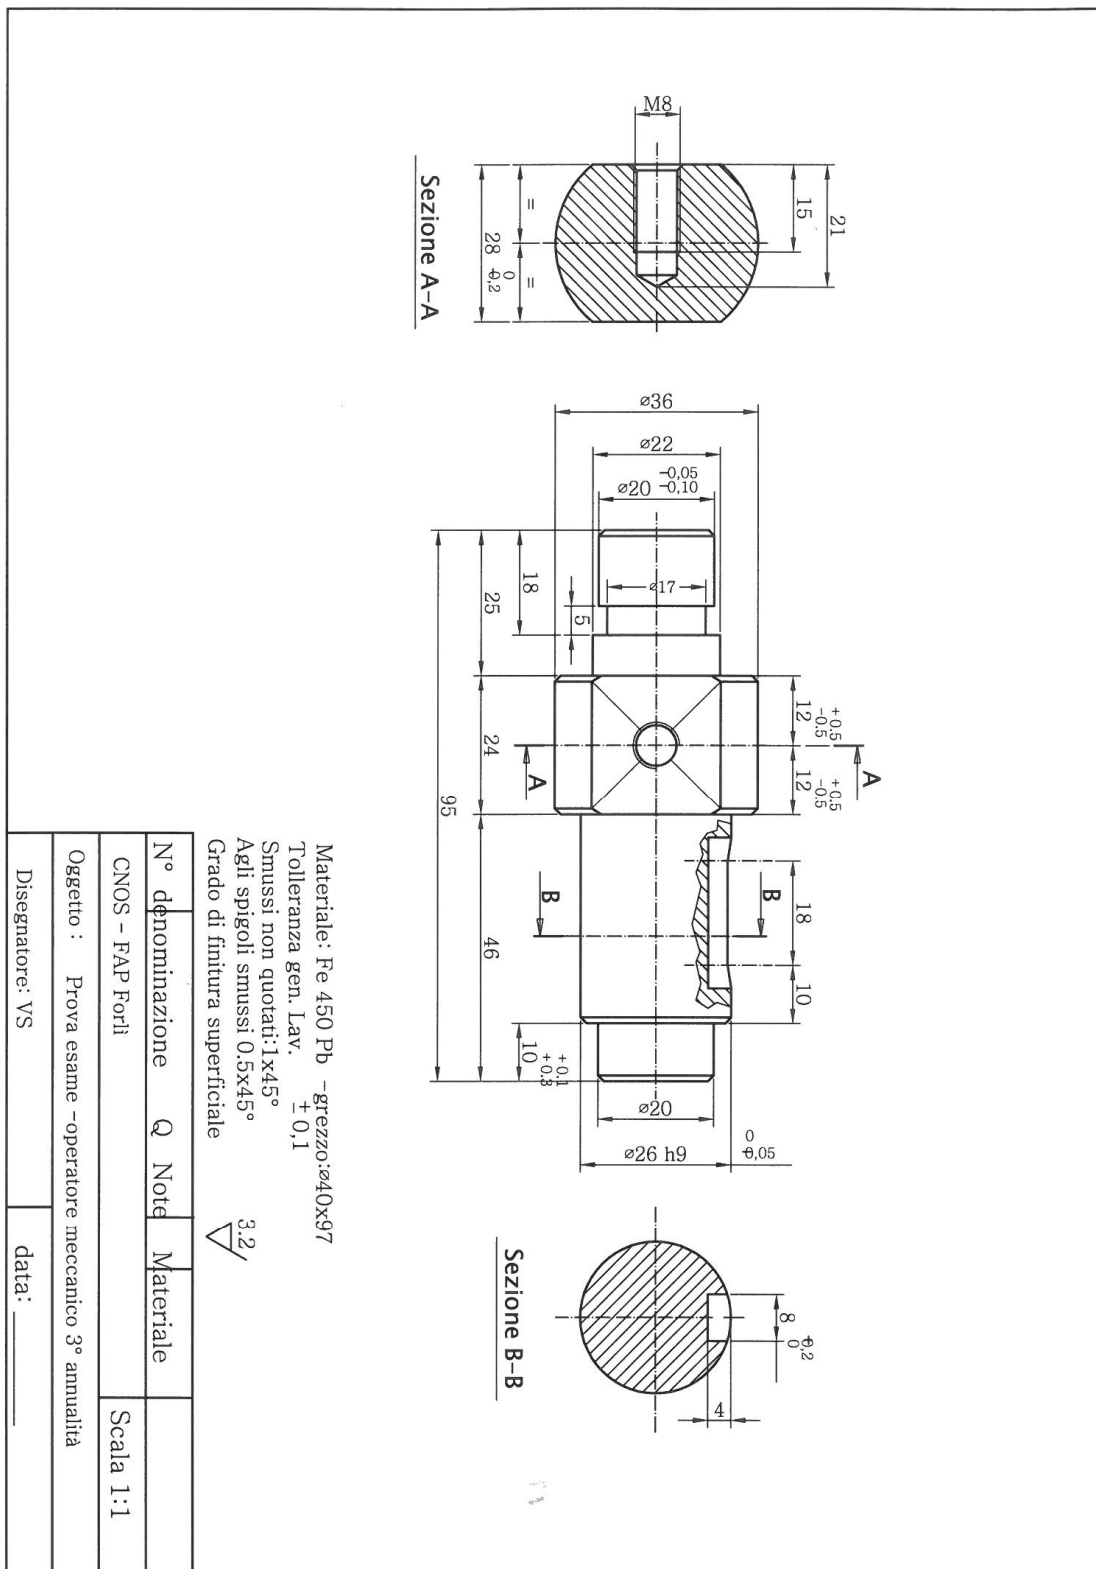 M8
21
15
=
=
28 0 -0,2
Sezione A-A
ø36
ø22
ø20 -0,05 -0,10
ø17
18
5
25
24
46
95
12 +0.5 -0.5
12 +0.5 -0.5
A
A
B
B
18
10
10 +0.1 +0.3
ø20
ø26 h9 0 -0,05
Sezione B-B
8 +0,2 0
4
Materiale: Fe 450 Pb -grezzo:ø40x97
Tolleranza gen. Lav. ±0,1
Smussi non quotati:1x45°
Agli spigoli smussi 0.5x45°
Grado di finitura superficiale 3.2
N° denominazione Q Note Materiale
CNOS - FAP Forlì Scala 1:1
Oggetto : Prova esame -operatore meccanico 3° annualità
Disegnatore: VS data: